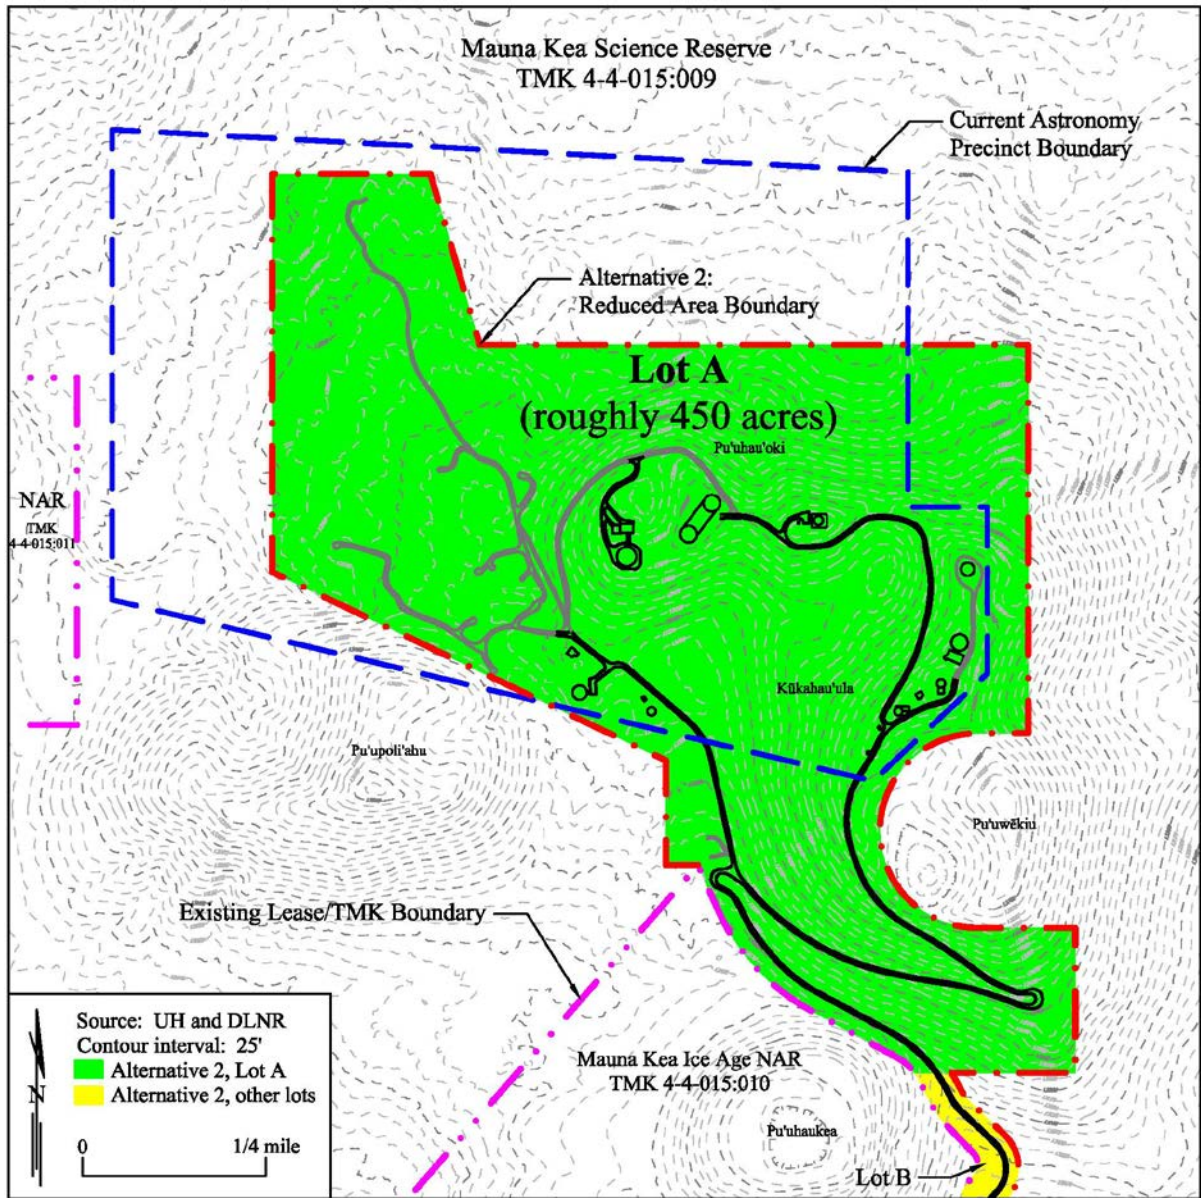 Mauna Kea Science Reserve
TMK 4-4-015:009
Current Astronomy
Precinct Boundary
Alternative 2:
Reduced Area Boundary
Lot A
(roughly 450 acres)
Pu'uhau'oki
NAR
TMK
4-4-015:011
Kūkahau'ula
Pu'upoli'ahu
Pu'uwēkiu
Existing Lease/TMK Boundary
Mauna Kea Ice Age NAR
TMK 4-4-015:010
Pu'uhaukea
Lot B
Source: UH and DLNR
Contour interval: 25'
Alternative 2, Lot A
Alternative 2, other lots
N
0 1/4 mile